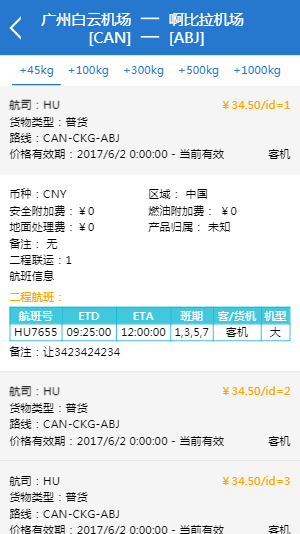 广州白云机场 — 啊比拉机场
[CAN] — [ABJ]
+45kg +100kg +300kg +500kg +1000kg
航司：HU ￥34.50/id=1
货物类型：普货
路线：CAN-CKG-ABJ
价格有效期：2017/6/2 0:00:00 - 当前有效 客机
币种：CNY 区域： 中国
安全附加费：￥0 燃油附加费： ￥0
地面处理费：￥0 产品归属： 未知
备注： 无
二程联运：1
航班信息
二程航班：
航班号 ETD ETA 班期 客/货机 机型
HU7655 09:25:00 12:00:00 1,3,5,7 客机 大
备注：让3423424234
航司：HU ￥34.50/id=2
货物类型：普货
路线：CAN-CKG-ABJ
价格有效期：2017/6/2 0:00:00 - 当前有效 客机
航司：HU ￥34.50/id=3
货物类型：普货
路线：CAN-CKG-ABJ
价格有效期：2017/6/2 0:00:00 - 当前有效 客机